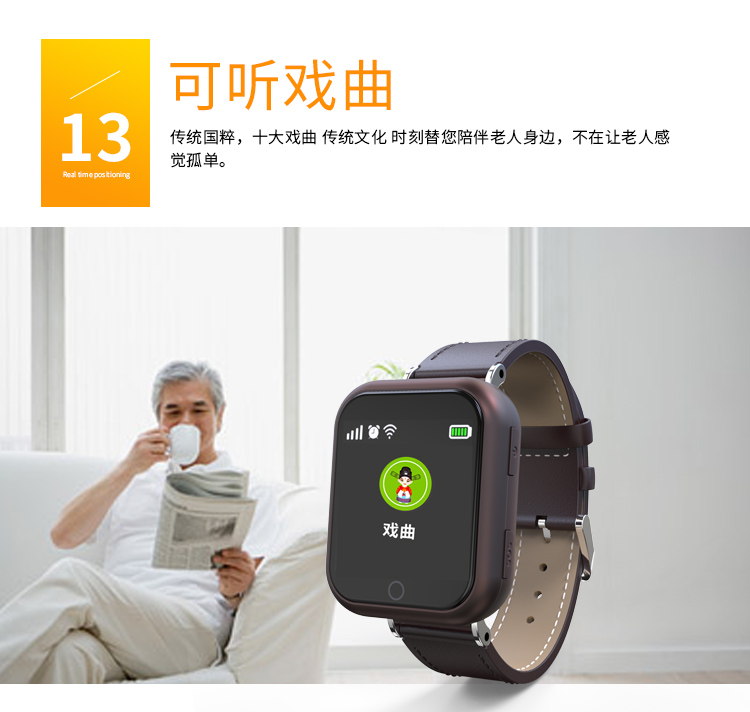 13
Real time positioning
可听戏曲
传统国粹，十大戏曲 传统文化 时刻替您陪伴老人身边，不在让老人感
觉孤单。
戏曲